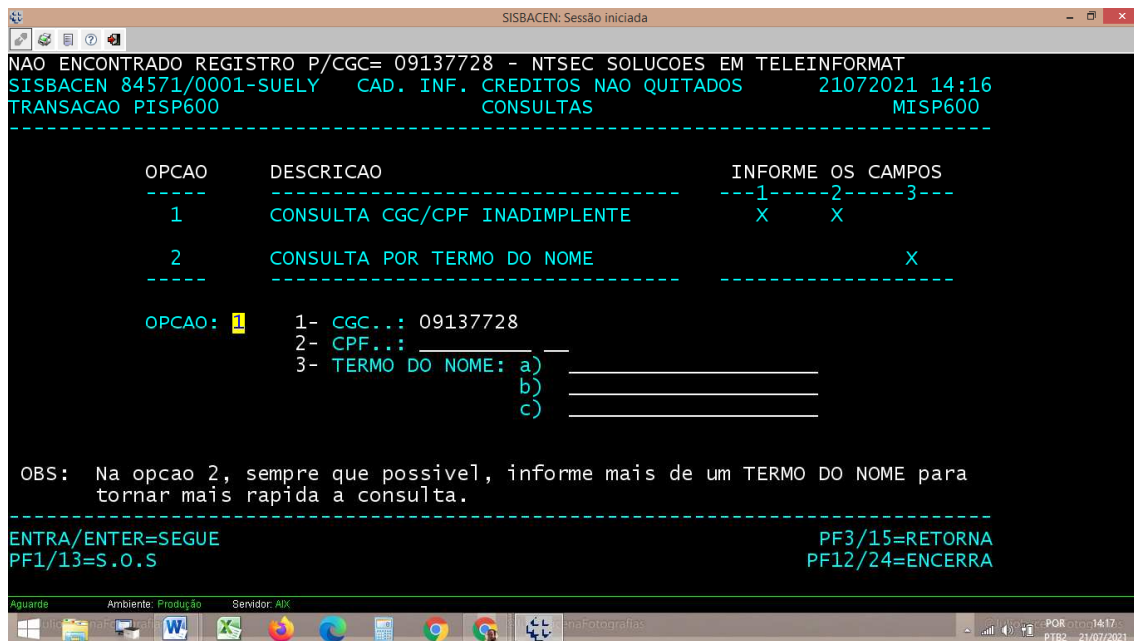 SISBACEN: Sessão iniciada
NAO ENCONTRADO REGISTRO P/CGC= 09137728 - NTSEC SOLUCOES EM TELEINFORMAT
SISBACEN 84571/0001-SUELY CAD. INF. CREDITOS NAO QUITADOS 21072021 14:16
TRANSACAO PISP600 CONSULTAS MISP600
OPCAO DESCRICAO INFORME OS CAMPOS
----- --------------------------------- ---1-----2-----3---
1 CONSULTA CGC/CPF INADIMPLENTE X X
2 CONSULTA POR TERMO DO NOME X
OPCAO: 1 1- CGC..: 09137728
2- CPF..: _________ __
3- TERMO DO NOME: a) ____________________
b) ____________________
c) ____________________
OBS: Na opcao 2, sempre que possivel, informe mais de um TERMO DO NOME para
tornar mais rapida a consulta.
ENTRA/ENTER=SEGUE PF3/15=RETORNA
PF1/13=S.O.S PF12/24=ENCERRA
Aguarde Ambiente: Produção Servidor: AIX
POR 14:17
PTB2 21/07/2021